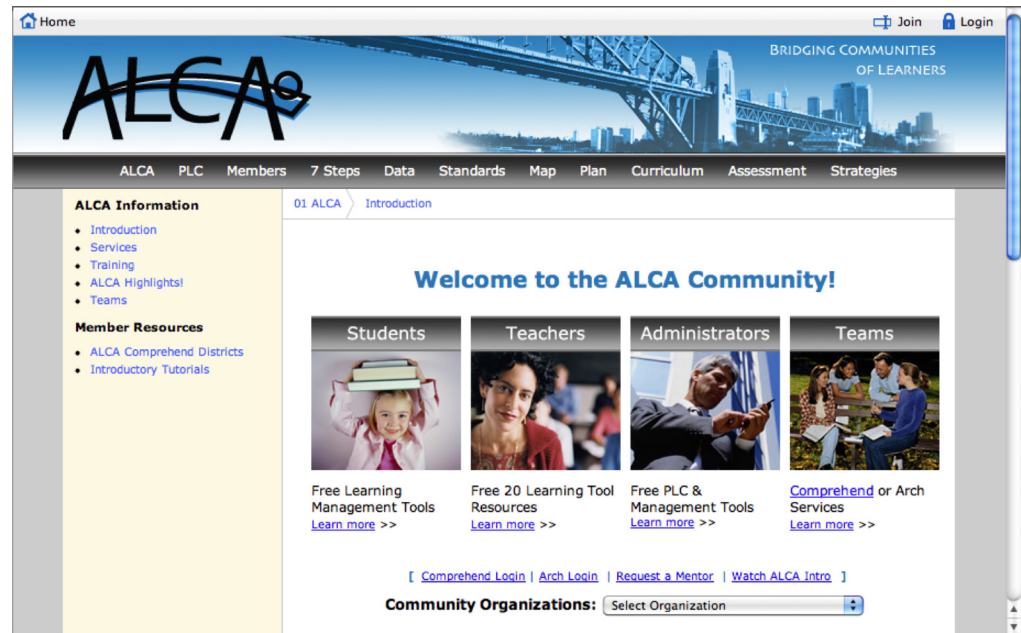 Home
Join
Login
ALCA
BRIDGING COMMUNITIES
OF LEARNERS
ALCA PLC Members 7 Steps Data Standards Map Plan Curriculum Assessment Strategies
ALCA Information
Introduction
Services
Training
ALCA Highlights!
Teams
Member Resources
ALCA Comprehend Districts
Introductory Tutorials
01 ALCA Introduction
Welcome to the ALCA Community!
Students
Free Learning
Management Tools
Learn more >>
Teachers
Free 20 Learning Tool
Resources
Learn more >>
Administrators
Free PLC &
Management Tools
Learn more >>
Teams
Comprehend or Arch
Services
Learn more >>
[ Comprehend Login | Arch Login | Request a Mentor | Watch ALCA Intro ]
Community Organizations: Select Organization